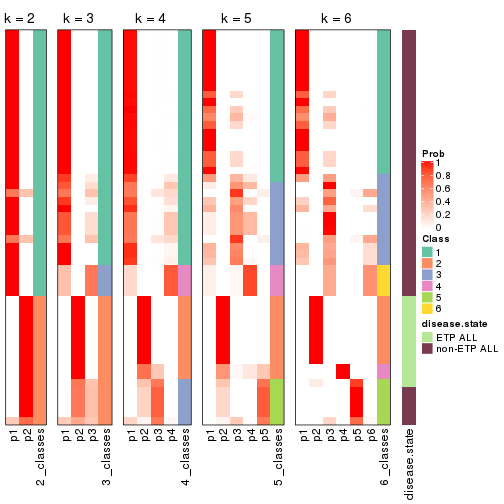 k = 2 k = 3 k = 4 k = 5 k = 6
Prob
1
0.8
0.6
0.4
0.2
0
Class
1
2
3
4
5
6
disease.state
ETP ALL
non-ETP ALL
p1
p2
2_classes
p1
p2
p3
3_classes
p1
p2
p3
p4
4_classes
p1
p2
p3
p4
p5
5_classes
p1
p2
p3
p4
p5
p6
6_classes
disease.state